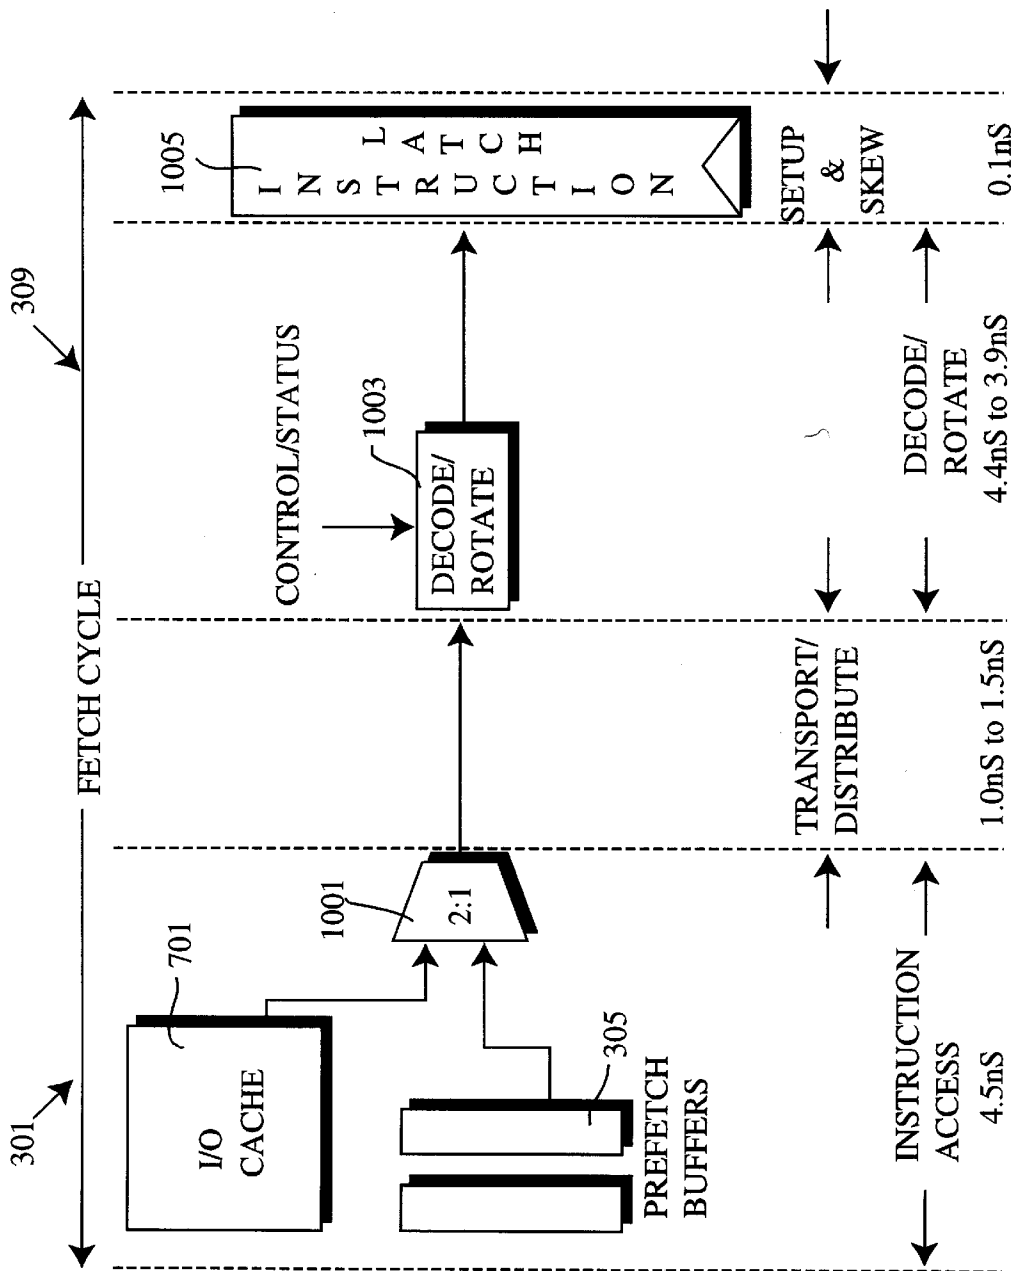 FETCH CYCLE
301
309
I/O
CACHE
701
PREFETCH
BUFFERS
305
2:1
1001
CONTROL/STATUS
DECODE/
ROTATE
1003
INSTRUCTION
LATCH
1005
INSTRUCTION
ACCESS
4.5nS
TRANSPORT/
DISTRIBUTE
1.0nS to 1.5nS
DECODE/
ROTATE
4.4nS to 3.9nS
SETUP
&
SKEW
0.1nS